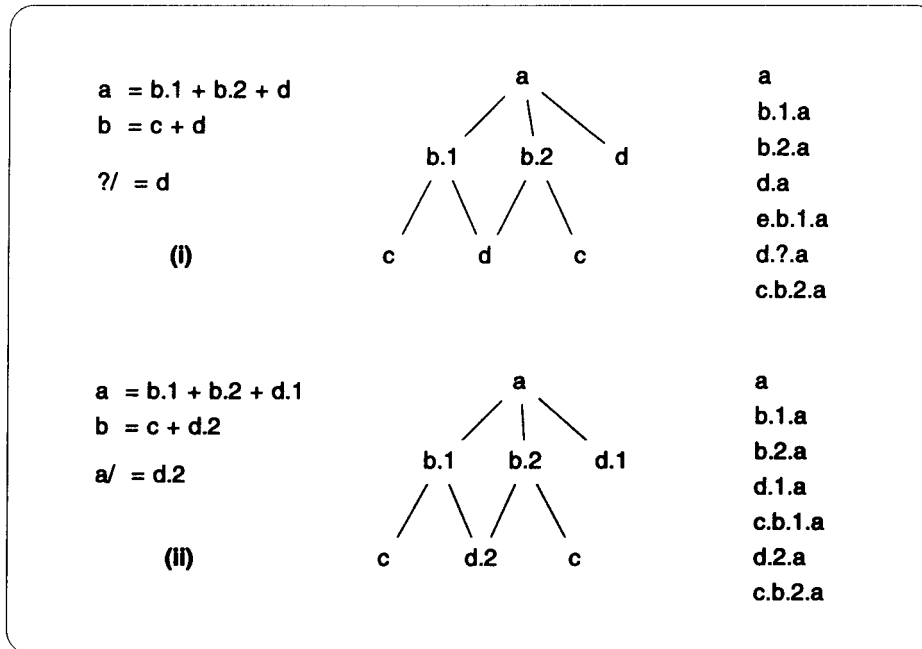 a = b.1 + b.2 + d
b = c + d
?/ = d
(i)
a
b.1 b.2 d
c d c
a
b.1.a
b.2.a
d.a
e.b.1.a
d.?.a
c.b.2.a
a = b.1 + b.2 + d.1
b = c + d.2
a/ = d.2
(ii)
a
b.1 b.2 d.1
c d.2 c
a
b.1.a
b.2.a
d.1.a
c.b.1.a
d.2.a
c.b.2.a